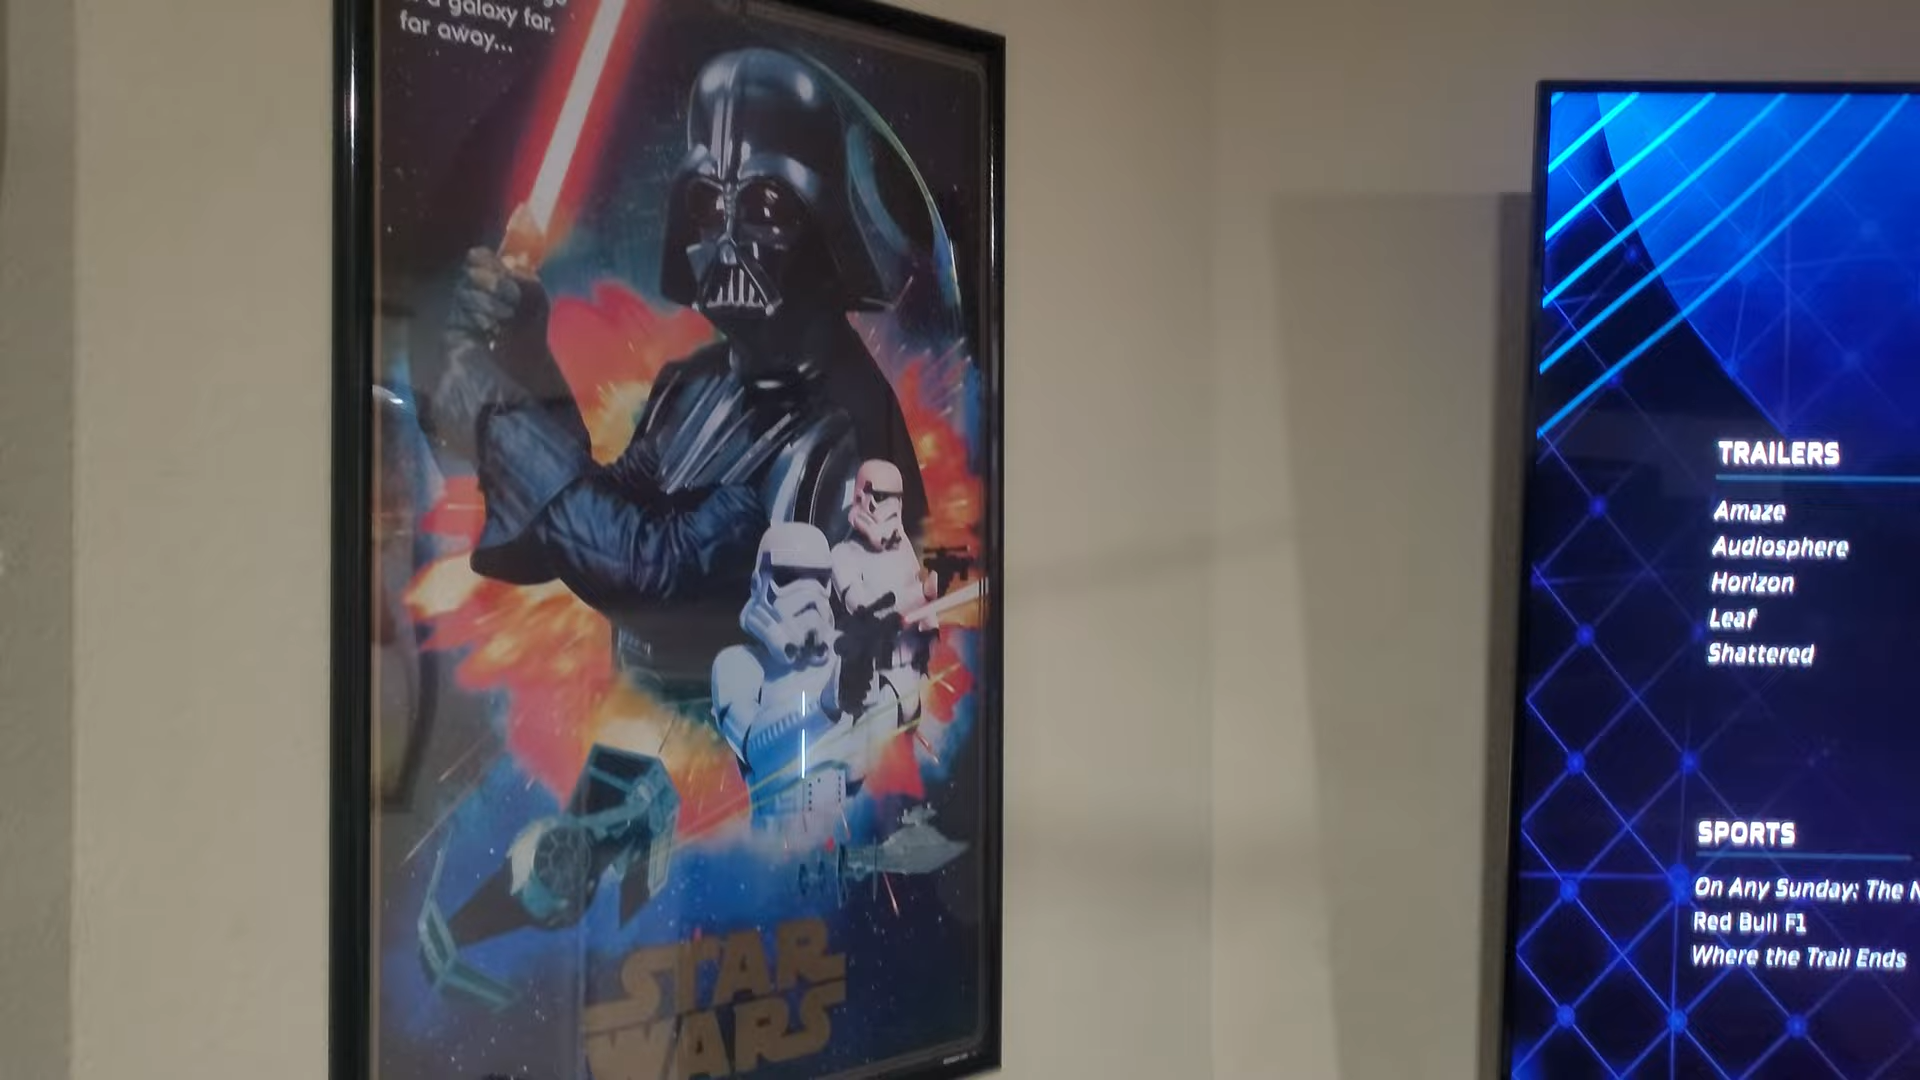 a galaxy far,
far away...
STAR
WARS
TRAILERS
Amaze
Audiosphere
Horizon
Leaf
Shattered
SPORTS
On Any Sunday: The
Red Bull F1
Where the Trail Ends